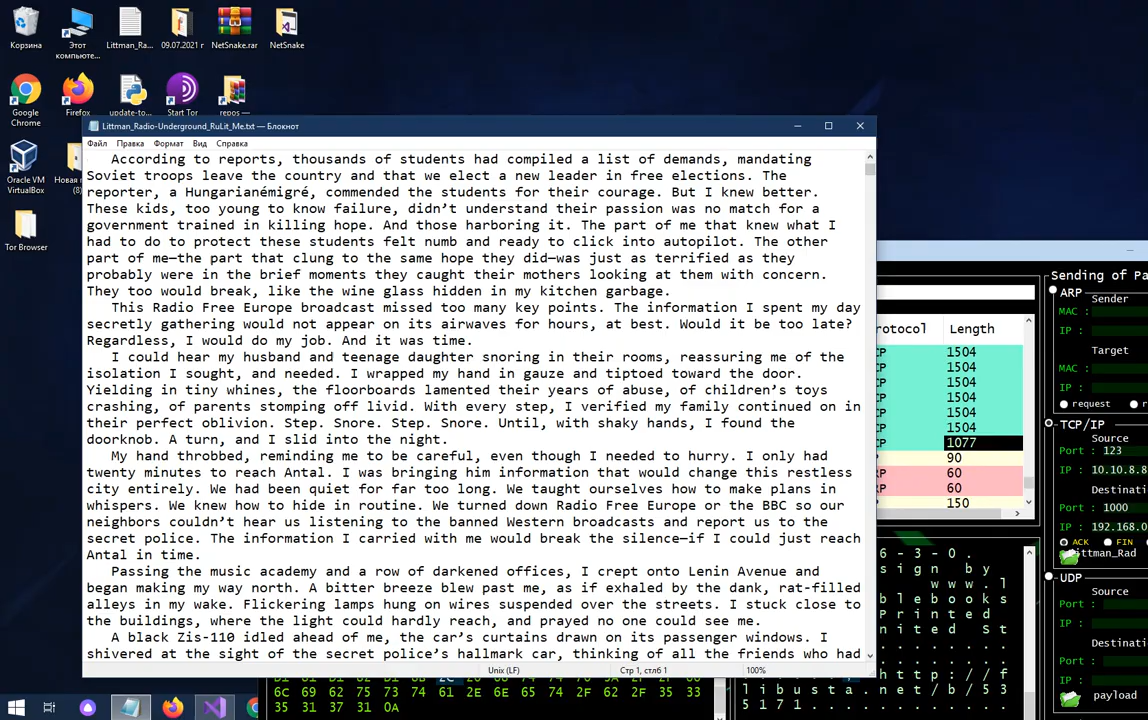 Корзина
Этот
компьюте...
Littman_Ra...
09.07.2021 г
NetSnake.rar
NetSnake
Google
Chrome
Firefox
update-to...
Start Tor
repos —
Oracle VM
VirtualBox
Новая п
(8)
Tor Browser
Littman_Radio-Underground_RuLit_Me.txt — Блокнот
Файл Правка Формат Вид Справка
According to reports, thousands of students had compiled a list of demands, mandating
Soviet troops leave the country and that we elect a new leader in free elections. The
reporter, a Hungarianémigré, commended the students for their courage. But I knew better.
These kids, too young to know failure, didn’t understand their passion was no match for a
government trained in killing hope. And those harboring it. The part of me that knew what I
had to do to protect these students felt numb and ready to click into autopilot. The other
part of me—the part that clung to the same hope they did—was just as terrified as they
probably were in the brief moments they caught their mothers looking at them with concern.
They too would break, like the wine glass hidden in my kitchen garbage.
This Radio Free Europe broadcast missed too many key points. The information I spent my day
secretly gathering would not appear on its airwaves for hours, at best. Would it be too late?
Regardless, I would do my job. And it was time.
I could hear my husband and teenage daughter snoring in their rooms, reassuring me of the
isolation I sought, and needed. I wrapped my hand in gauze and tiptoed toward the door.
Yielding in tiny whines, the floorboards lamented their years of abuse, of children’s toys
crashing, of parents stomping off livid. With every step, I verified my family continued on in
their perfect oblivion. Step. Snore. Step. Snore. Until, with shaky hands, I found the
doorknob. A turn, and I slid into the night.
My hand throbbed, reminding me to be careful, even though I needed to hurry. I only had
twenty minutes to reach Antal. I was bringing him information that would change this restless
city entirely. We had been quiet for far too long. We taught ourselves how to make plans in
whispers. We knew how to hide in routine. We turned down Radio Free Europe or the BBC so our
neighbors couldn’t hear us listening to the banned Western broadcasts and report us to the
secret police. The information I carried with me would break the silence—if I could just reach
Antal in time.
Passing the music academy and a row of darkened offices, I crept onto Lenin Avenue and
began making my way north. A bitter breeze blew past me, as if exhaled by the dank, rat-filled
alleys in my wake. Flickering lamps hung on wires suspended over the streets. I stuck close to
the buildings, where the light could hardly reach, and prayed no one could see me.
A black Zis-110 idled ahead of me, the car’s curtains drawn on its passenger windows. I
shivered at the sight of the secret police’s hallmark car, thinking of all the friends who had
Unix (LF) Стр 1, стлб 1 100%
rotocol Length
CP 1504
CP 1504
CP 1504
CP 1504
CP 1504
CP 1504
CP 1077
90
RP 60
RP 60
150
Sending of Pa
ARP
Sender
MAC :
IP :
Target
MAC :
IP :
request r
TCP/IP
Source
Port : 123
IP : 10.10.8.8
Destinati
Port : 1000
IP : 192.168.0
ACK FIN
Littman_Rad
UDP
Source
Port :
IP :
Destinati
Port :
IP :
payload
6 - 3 - 0 .
s i g n b y
w w w . l
b l e b o o k s
P r i n t e d
U n i t e d S t
h t t p : / / f
l i b u s t a . n e t / b / 5 3
5 1 7 1 .
6C 69 62 75 73 74 61 2E 6E 65 74 2F 62 2F 35 33
35 31 37 31 0A